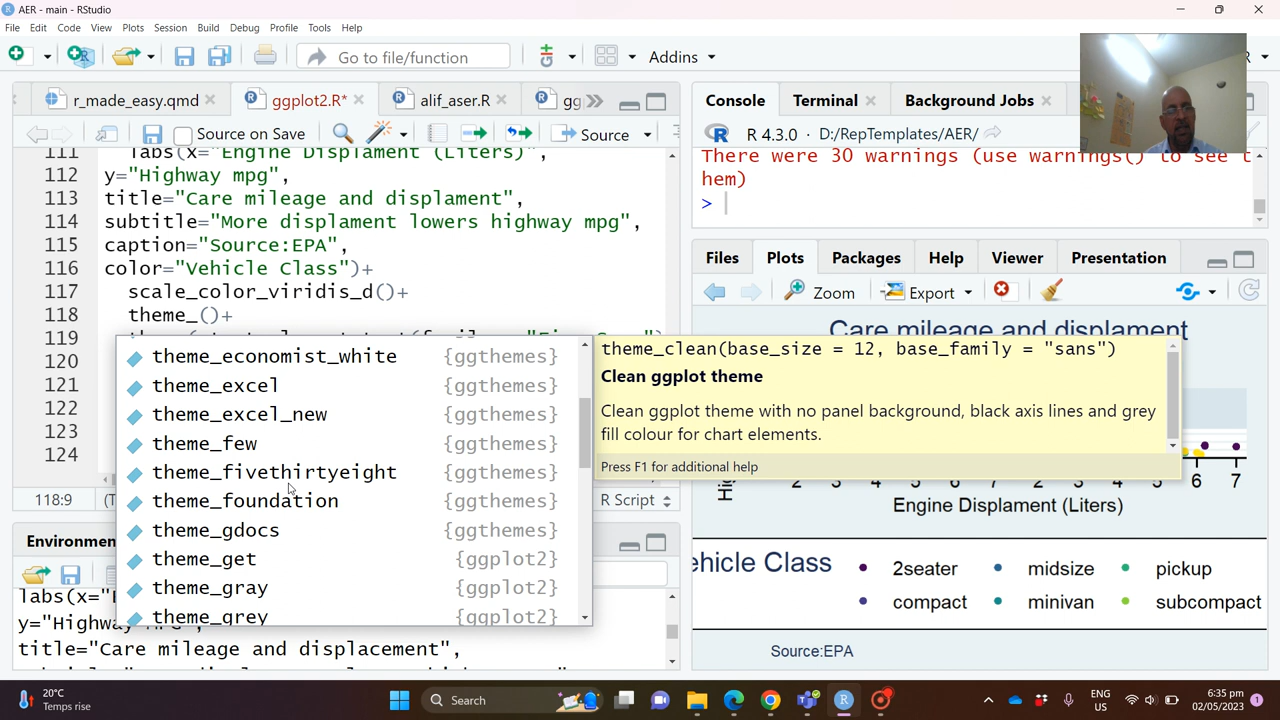 AER - main - RStudio
File Edit Code View Plots Session Build Debug Profile Tools Help
Go to file/function Addins
r_made_easy.qmd ggplot2.R* alif_aser.R gg
Source on Save Source
111 labs(x="Engine Displament (Liters)",
112 y="Highway mpg",
113 title="Care mileage and displament",
114 subtitle="More displament lowers highway mpg",
115 caption="Source:EPA",
116 color="Vehicle Class")+
117 scale_color_viridis_d()+
118 theme_()+
119
120
121
122
123
124
theme_economist_white {ggthemes}
theme_excel {ggthemes}
theme_excel_new {ggthemes}
theme_few {ggthemes}
theme_fivethirtyeight {ggthemes}
theme_foundation {ggthemes}
theme_gdocs {ggthemes}
theme_get {ggplot2}
theme_gray {ggplot2}
theme_grey {ggplot2}
theme_clean(base_size = 12, base_family = "sans")
Clean ggplot theme
Clean ggplot theme with no panel background, black axis lines and grey
fill colour for chart elements.
Press F1 for additional help
118:9 R Script
Environmen
labs(x="
y="Highw
title="Care mileage and displacement",
Console Terminal Background Jobs
R 4.3.0 · D:/RepTemplates/AER/
There were 30 warnings (use warnings() to see t
hem)
>
Files Plots Packages Help Viewer Presentation
Zoom Export
Care mileage and displament
2 3 4 5 6 7
Engine Displament (Liters)
ehicle Class 2seater midsize pickup
compact minivan subcompact
Source:EPA
20°C
Temps rise
Search
ENG
US
6:35 pm
02/05/2023
1